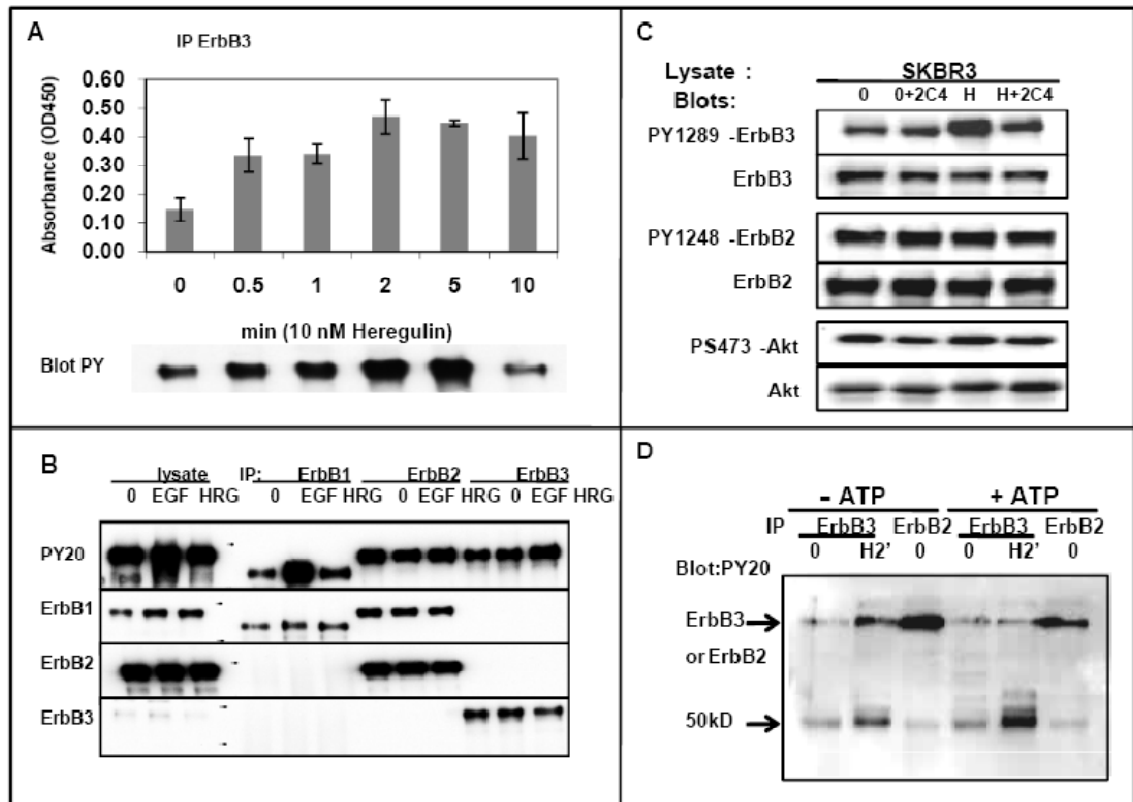 A
IP ErbB3
0.60
0.50
0.40
0.30
0.20
0.10
0.00
Absorbance (OD450)
0 0.5 1 2 5 10
min (10 nM Heregulin)
Blot PY
B
lysate IP: ErbB1 ErbB2 ErbB3
0 EGF HRG 0 EGF HRG 0 EGF HRG 0 EGF HRG
PY20
ErbB1
ErbB2
ErbB3
C
Lysate : SKBR3
Blots: 0 0+2C4 H H+2C4
PY1289 -ErbB3
ErbB3
PY1248 -ErbB2
ErbB2
PS473 -Akt
Akt
D
- ATP + ATP
IP ErbB3 ErbB2 ErbB3 ErbB2
0 H2' 0 0 H2' 0
Blot:PY20
ErbB3
or ErbB2
50kD